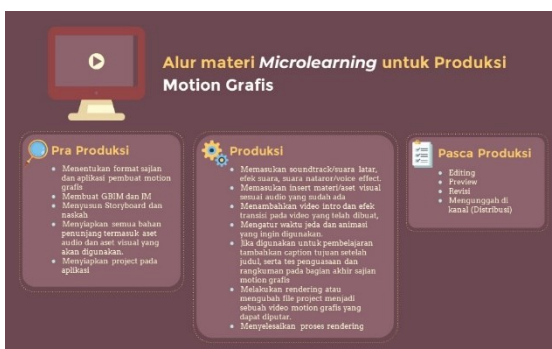 Alur materi Microlearning untuk Produksi
Motion Grafis
Pra Produksi
• Menentukan format sajian
dan aplikasi pembuat motion
grafis
• Membuat GBIM dan IM
• Menyusun Storyboard dan
naskah
• Menyiapkan semua bahan
penunjang termasuk aset
audio dan aset visual yang
akan digunakan.
• Menyiapkan project pada
aplikasi
Produksi
• Memasukan soundtrack/suara latar,
efek suara, suara nataror/voice effect.
• Memasukan insert materi/aset visual
sesuai audio yang sudah ada
• Menambahkan video intro dan efek
transisi pada video yang telah dibuat,
• Mengatur waktu jeda dan animasi
yang ingin digunakan.
• Jika digunakan untuk pembelajaran
tambahkan caption tujuan setelah
judul, serta tes penguasaan dan
rangkuman pada bagian akhir sajian
motion grafis
• Melakukan rendering atau
mengubah file project menjadi
sebuah video motion grafis yang
dapat diputar.
• Menyelesaikan proses rendering
Pasca Produksi
• Editing
• Preview
• Revisi
• Mengunggah di
kanal (Distribusi)